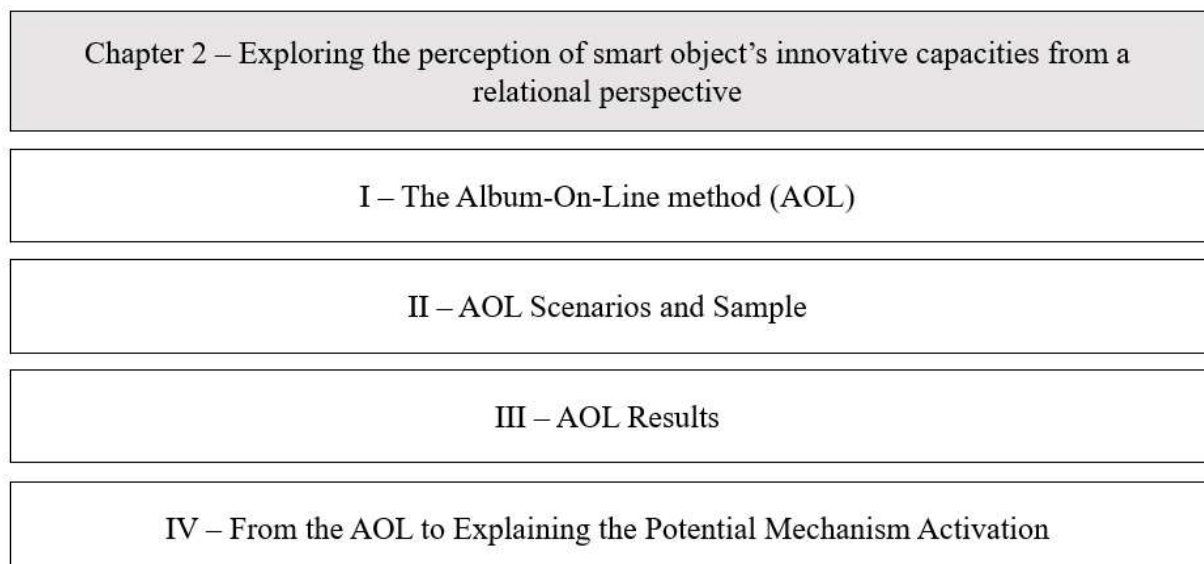 Chapter 2 – Exploring the perception of smart object’s innovative capacities from a
relational perspective
I – The Album-On-Line method (AOL)
II – AOL Scenarios and Sample
III – AOL Results
IV – From the AOL to Explaining the Potential Mechanism Activation